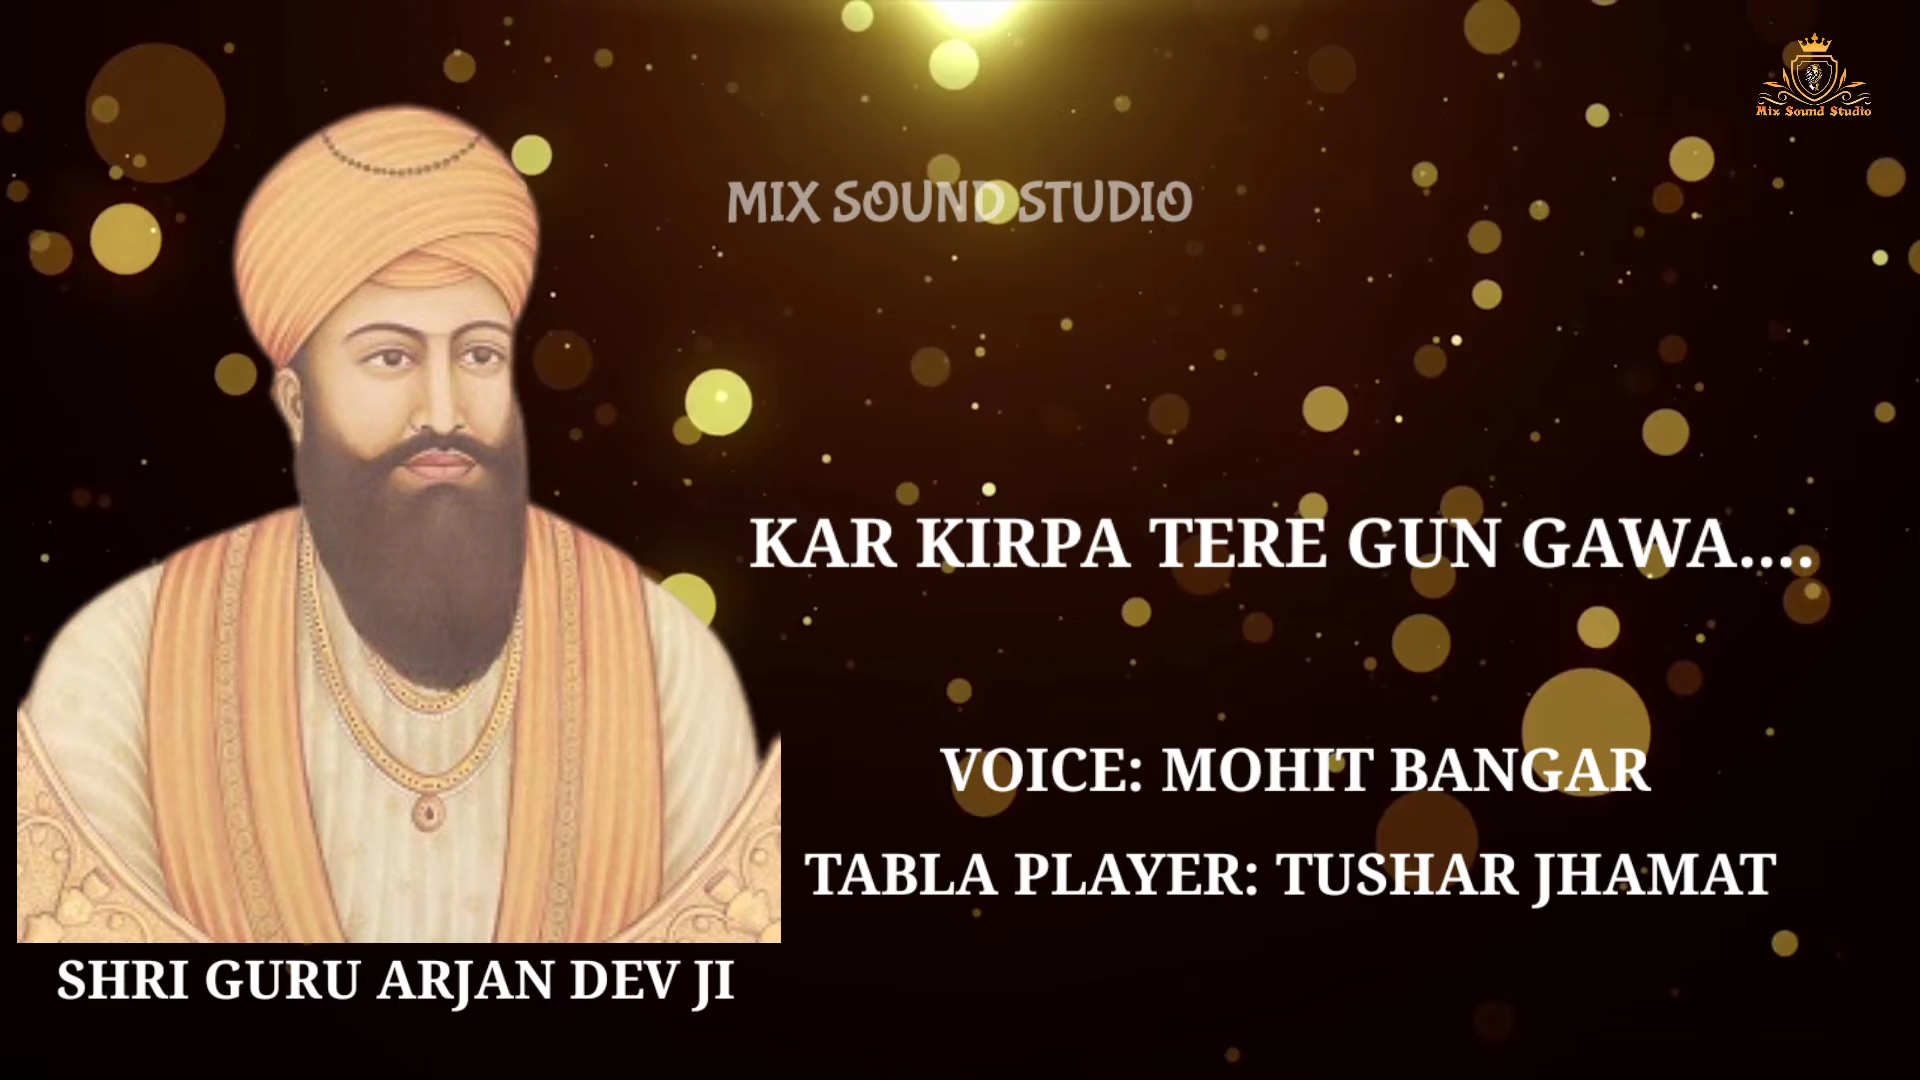 Mix Sound Studio
MIX SOUND STUDIO
KAR KIRPA TERE GUN GAWA....
VOICE: MOHIT BANGAR
TABLA PLAYER: TUSHAR JHAMAT
SHRI GURU ARJAN DEV JI